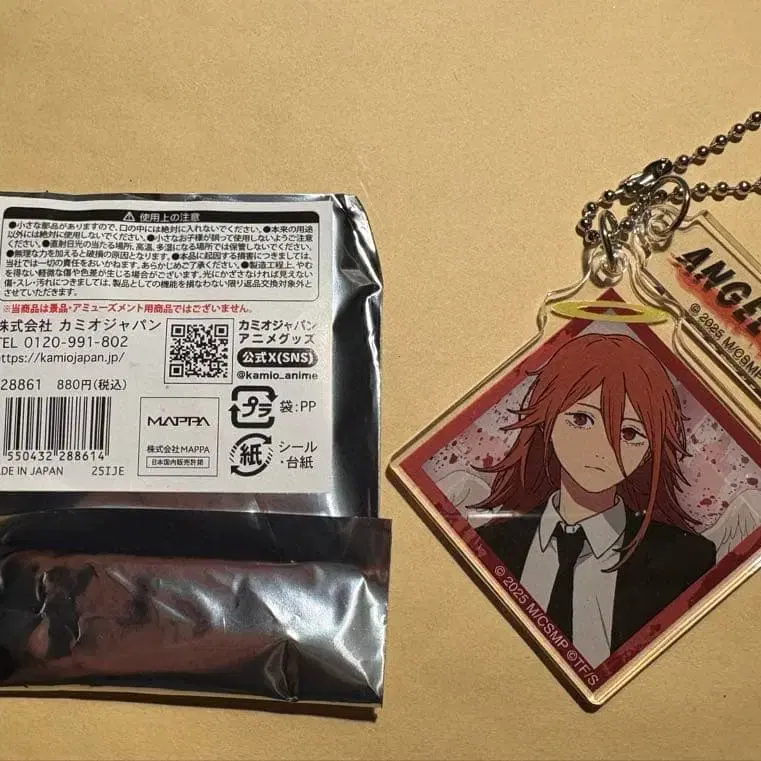 使用上の注意
●小さな部品がありますので、口の中には絶対に入れないでください。●本来の用途
以外には絶対に使用しないでください。●小さなお子様が誤って使用しないようご注意
ください。●直射日光の当たる場所、高温、多湿になる場所では保管しないでください。
●無理な力を加えると破損の原因となります。●本品に起因する損害につきましては、
当社では一切の責任をおいかねます。あらかじめご了承ください。●製造工程上、やむ
を得ない軽微な傷や色差が生じる場合がございます。光にかざさなければ見えない
傷・スレ・汚れにつきましては、製品としての機能を損なわない限り返品交換対象外と
させていただきます。
※当商品は景品・アミューズメント用商品ではございません。
株式会社 カミオジャパン
TEL 0120-991-802
https://kamiojapan.jp/
カミオジャパン
アニメグッズ
公式X(SNS)
@kamio_anime
28861 880円(税込)
550432 288614
MADE IN JAPAN 25IJE
MAPPA
株式会社MAPPA
日本国内販売許諾
プラ 袋:PP
紙 シール
・台紙
ANGEL
© 2025 M/CSMP
© 2025 M/CSMP ©TF/S